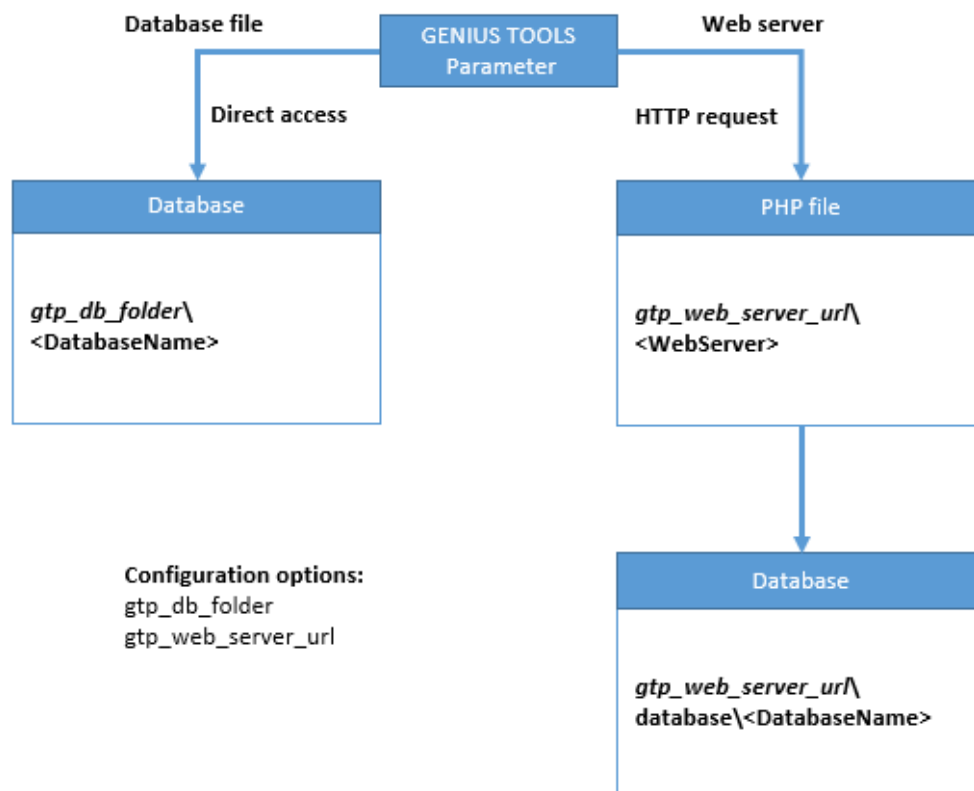 Database file
GENIUS TOOLS
Parameter
Web server
Direct access
HTTP request
Database
gtp_db_folder\
<DatabaseName>
PHP file
gtp_web_server_url\
<WebServer>
Configuration options:
gtp_db_folder
gtp_web_server_url
Database
gtp_web_server_url\
database\<DatabaseName>